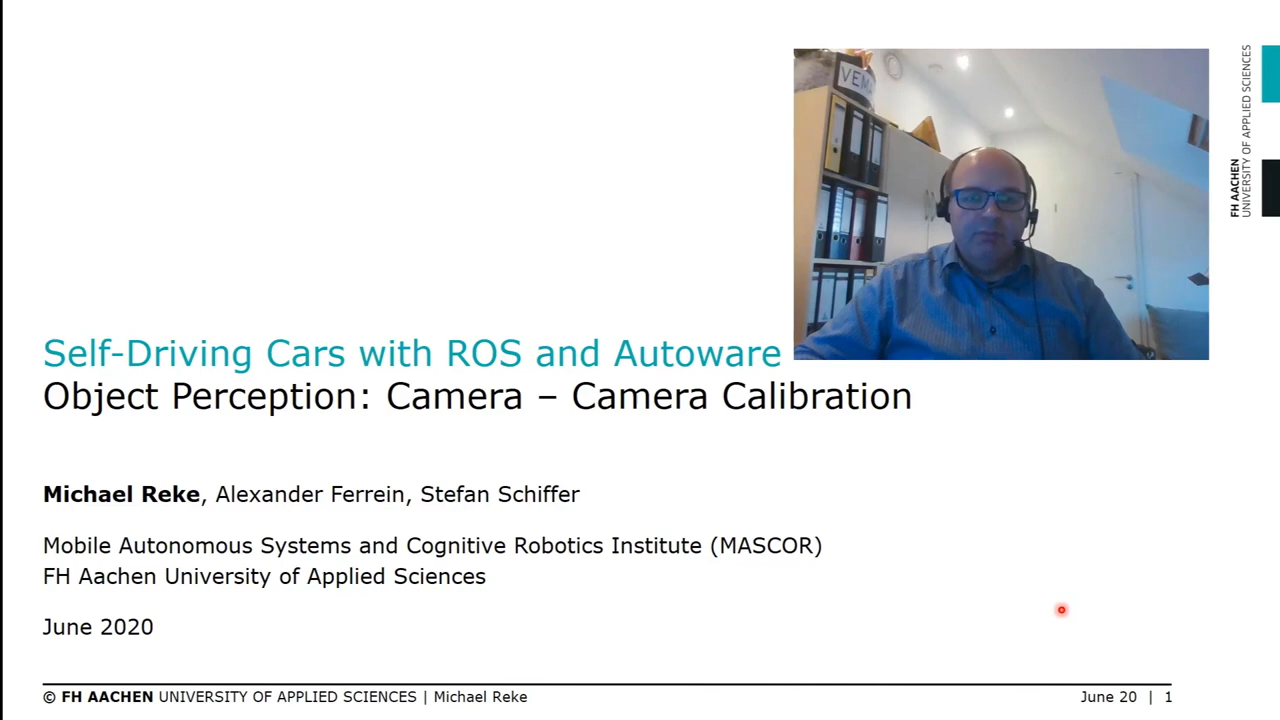 VEM
FH AACHEN
UNIVERSITY OF APPLIED SCIENCES
Self-Driving Cars with ROS and Autoware
Object Perception: Camera – Camera Calibration
Michael Reke, Alexander Ferrein, Stefan Schiffer
Mobile Autonomous Systems and Cognitive Robotics Institute (MASCOR)
FH Aachen University of Applied Sciences
June 2020
© FH AACHEN UNIVERSITY OF APPLIED SCIENCES | Michael Reke
June 20 | 1